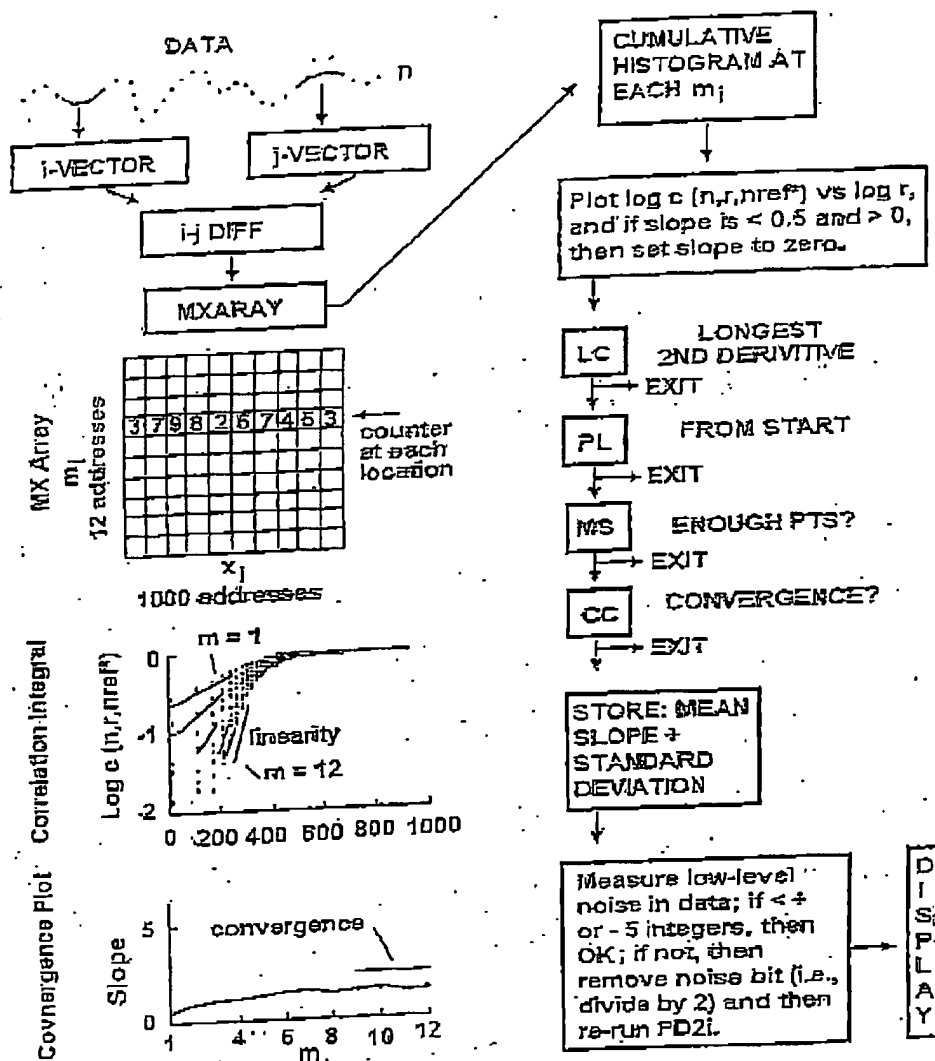 DATA
n
i-VECTOR
j-VECTOR
i-j DIFF
MXARAY
MX Array
m j
12 addresses
3 7 9 8 2 6 7 4 5 3
counter
at each
location
x j
1000 addresses
Correlation Integral
Log c (n,r,nref*)
0
-1
-2
m = 1
linearity
m = 12
0 200 400 600 800 1000
Covnergence Plot
Slope
5
0
convergence
1 4 8 12
m
CUMULATIVE
HISTOGRAM AT
EACH m j
Plot log c (n,r,nref*) vs log r,
and if slope is < 0.5 and > 0,
then set slope to zero.
LC
LONGEST
2ND DERIVITIVE
EXIT
PL
FROM START
EXIT
MS
ENOUGH PTS?
EXIT
CC
CONVERGENCE?
EXIT
STORE: MEAN
SLOPE +
STANDARD
DEVIATION
Measure low-level
noise in data; if < +
or - 5 integers, then
OK; if not, then
remove noise bit (i.e.,
divide by 2) and then
re-run PD2i.
DISPLAY